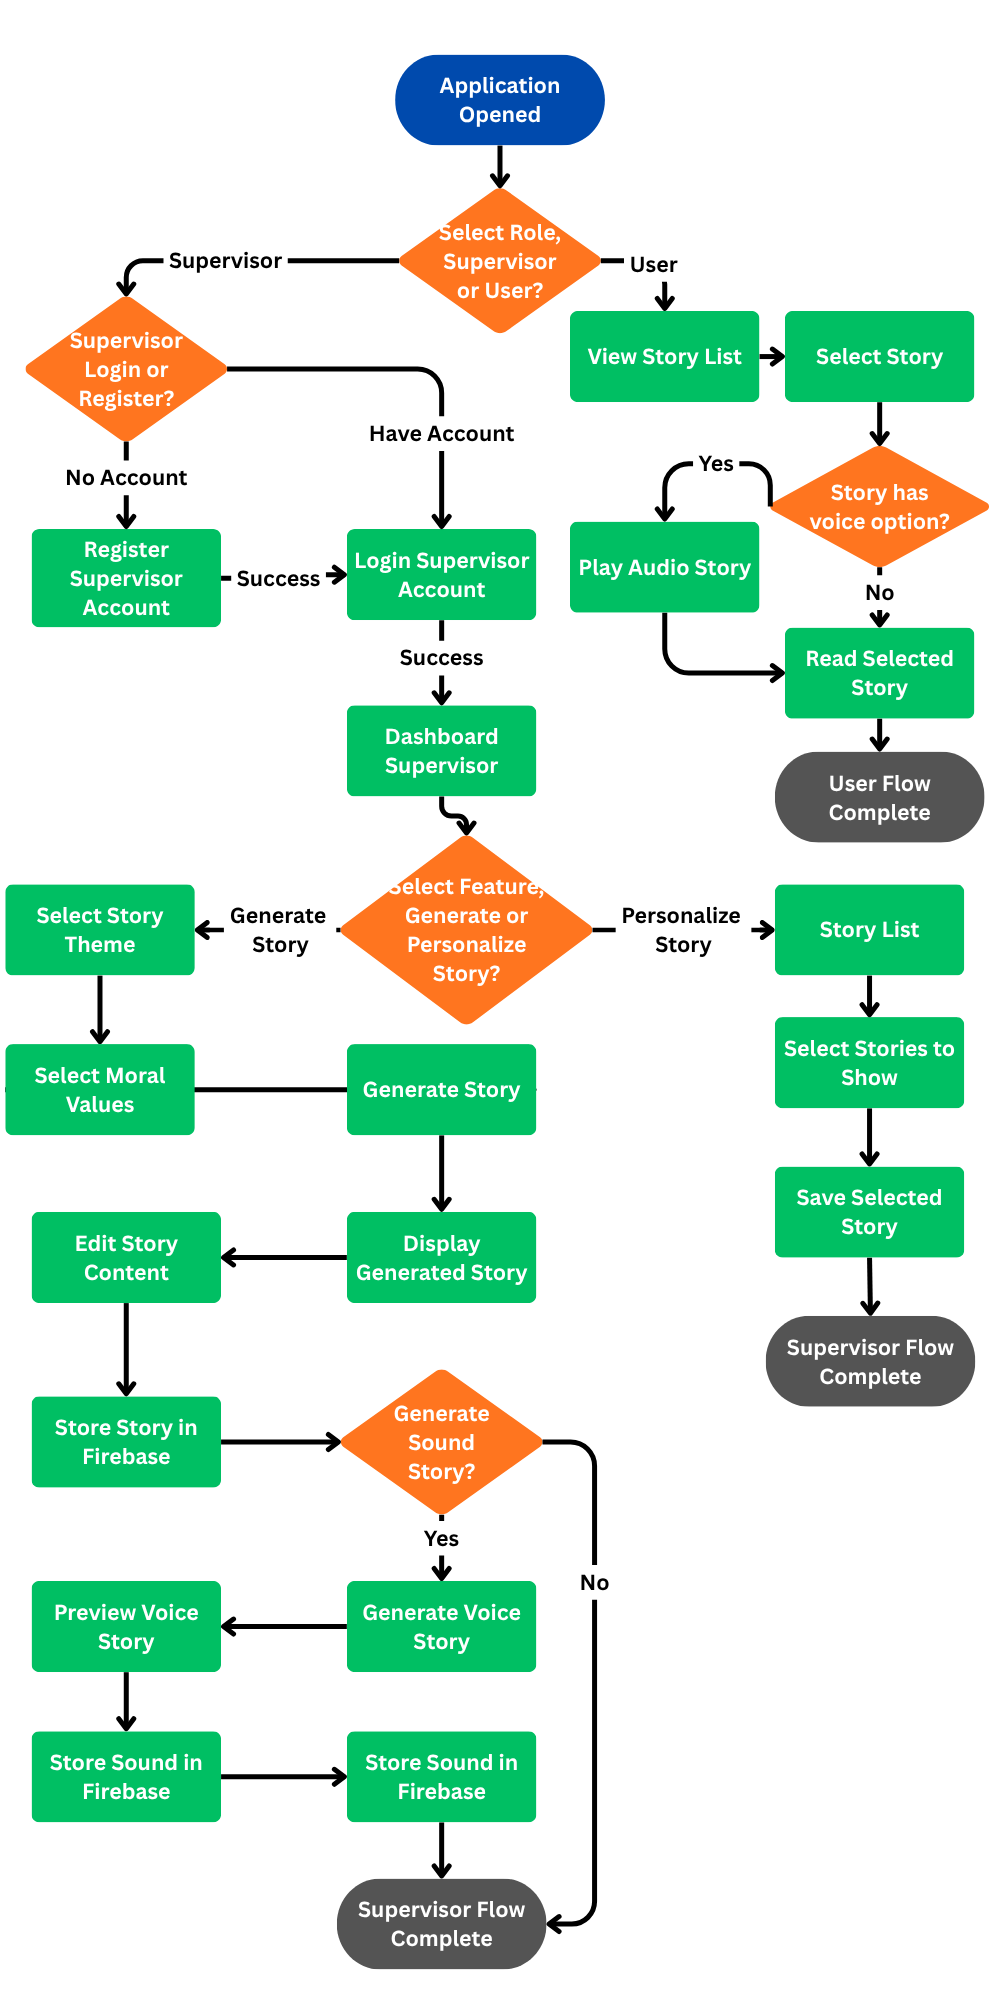 Application
Opened
Select Role,
Supervisor
or User?
Supervisor
User
Supervisor
Login or
Register?
View Story List
Select Story
Have Account
No Account
Yes
Story has
voice option?
Register
Supervisor
Account
Success
Login Supervisor
Account
Play Audio Story
No
Success
Read Selected
Story
Dashboard
Supervisor
User Flow
Complete
Select Feature,
Generate or
Personalize
Story?
Select Story
Theme
Generate
Story
Personalize
Story
Story List
Select Moral
Values
Generate Story
Select Stories to
Show
Edit Story
Content
Display
Generated Story
Save Selected
Story
Supervisor Flow
Complete
Store Story in
Firebase
Generate
Sound
Story?
Yes
No
Preview Voice
Story
Generate Voice
Story
Store Sound in
Firebase
Store Sound in
Firebase
Supervisor Flow
Complete